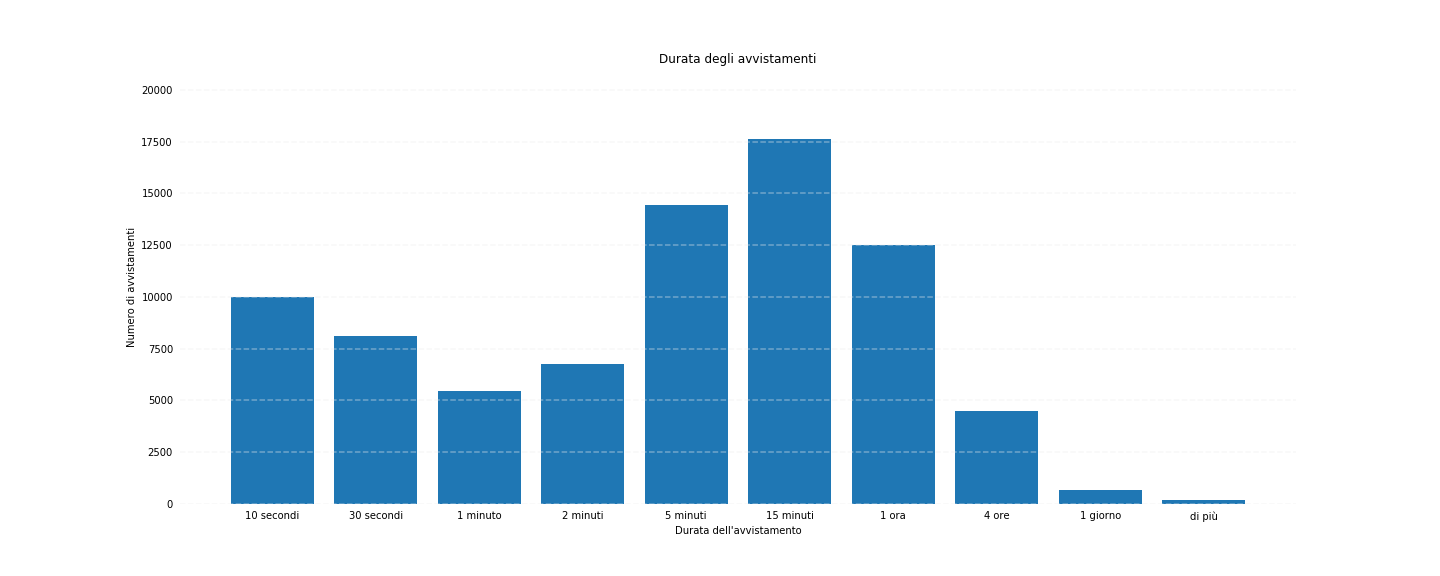 Durata degli avvistamenti
20000
17500
15000
12500
10000
7500
5000
2500
0
Numero di avvistamenti
10 secondi 30 secondi 1 minuto 2 minuti 5 minuti 15 minuti 1 ora 4 ore 1 giorno di più
Durata dell'avvistamento